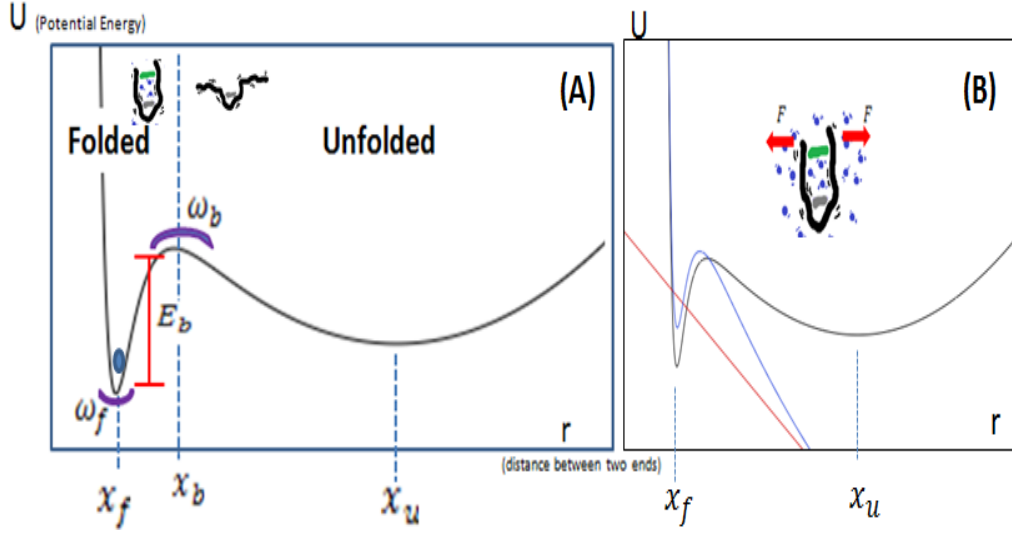 U (Potential Energy)
(A)
Folded
Unfolded
ω_b
E_b
ω_f
r
(distance between two ends)
x_f
x_b
x_u
U
(B)
F
F
r
x_f
x_u